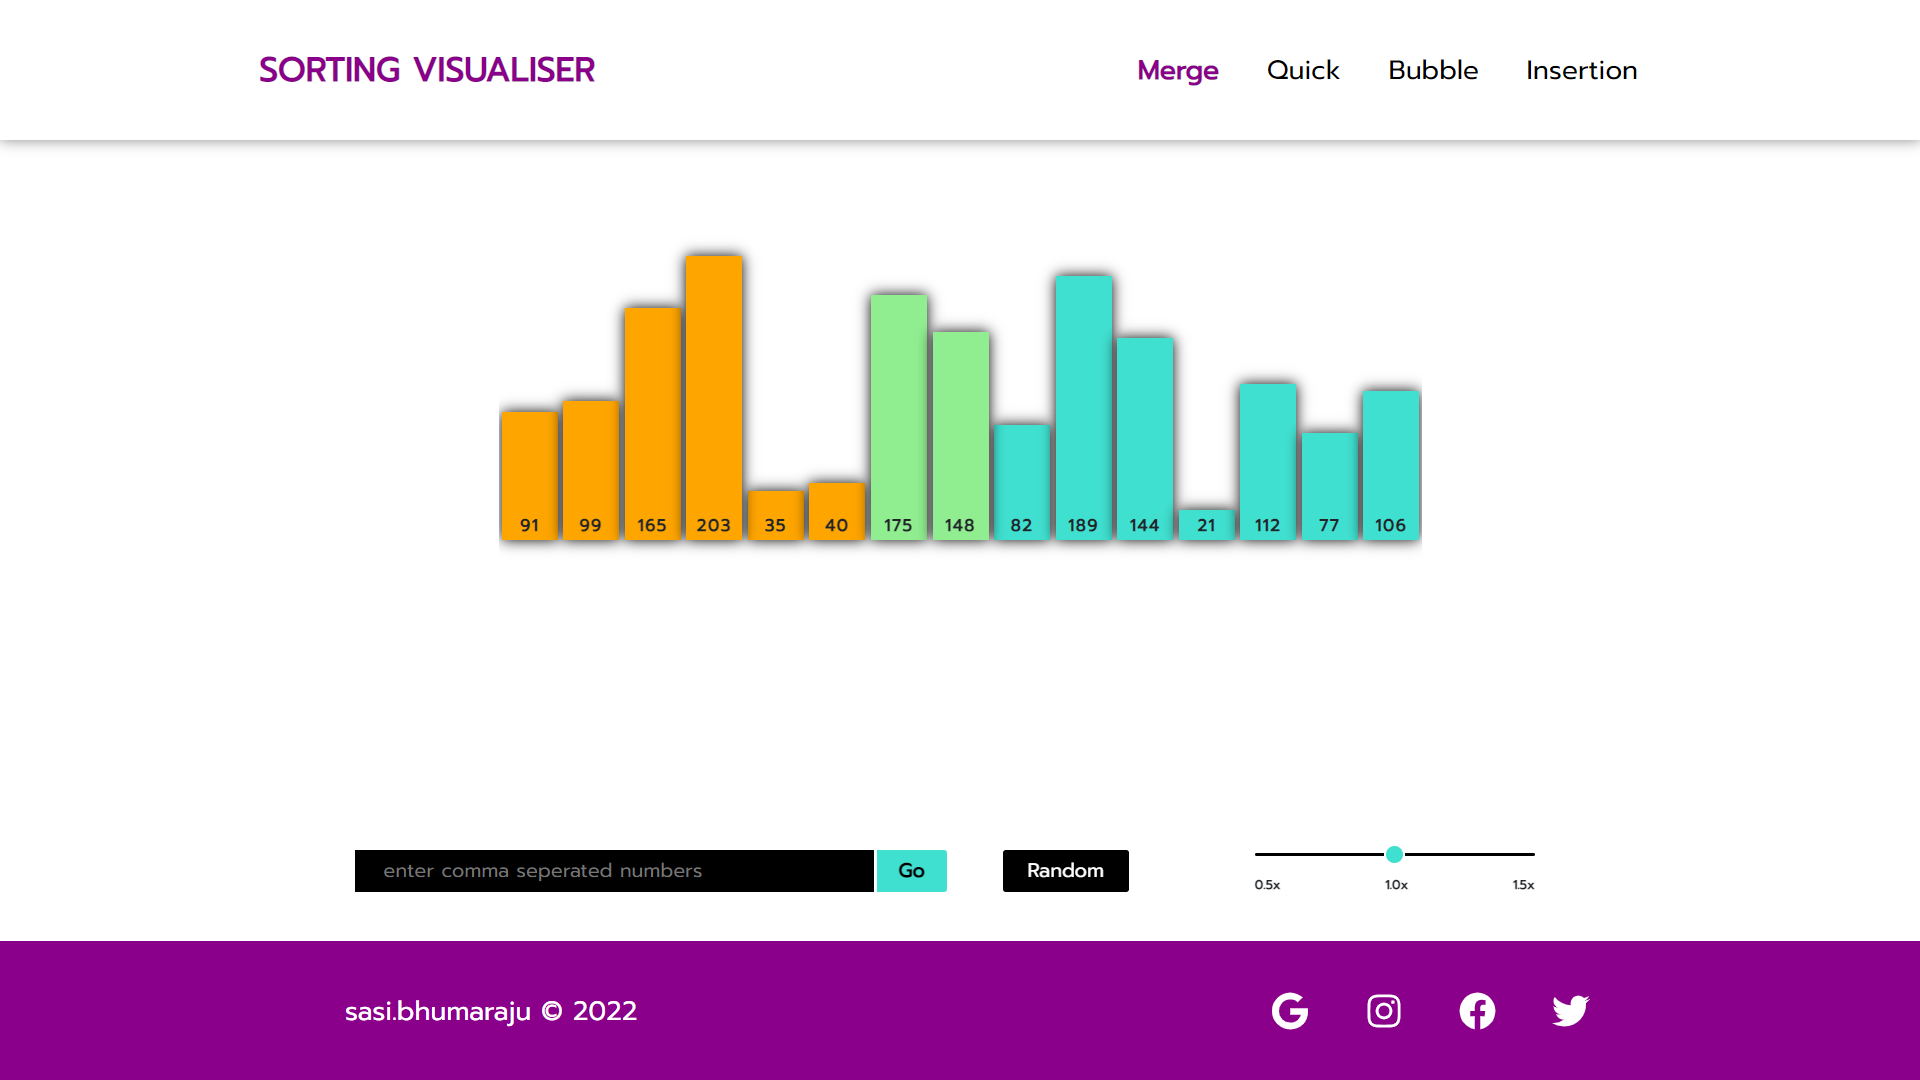 SORTING VISUALISER
Merge Quick Bubble Insertion
91 99 165 203 35 40 175 148 82 189 144 21 112 77 106
enter comma seperated numbers Go Random
0.5x 1.0x 1.5x
sasi.bhumaraju © 2022